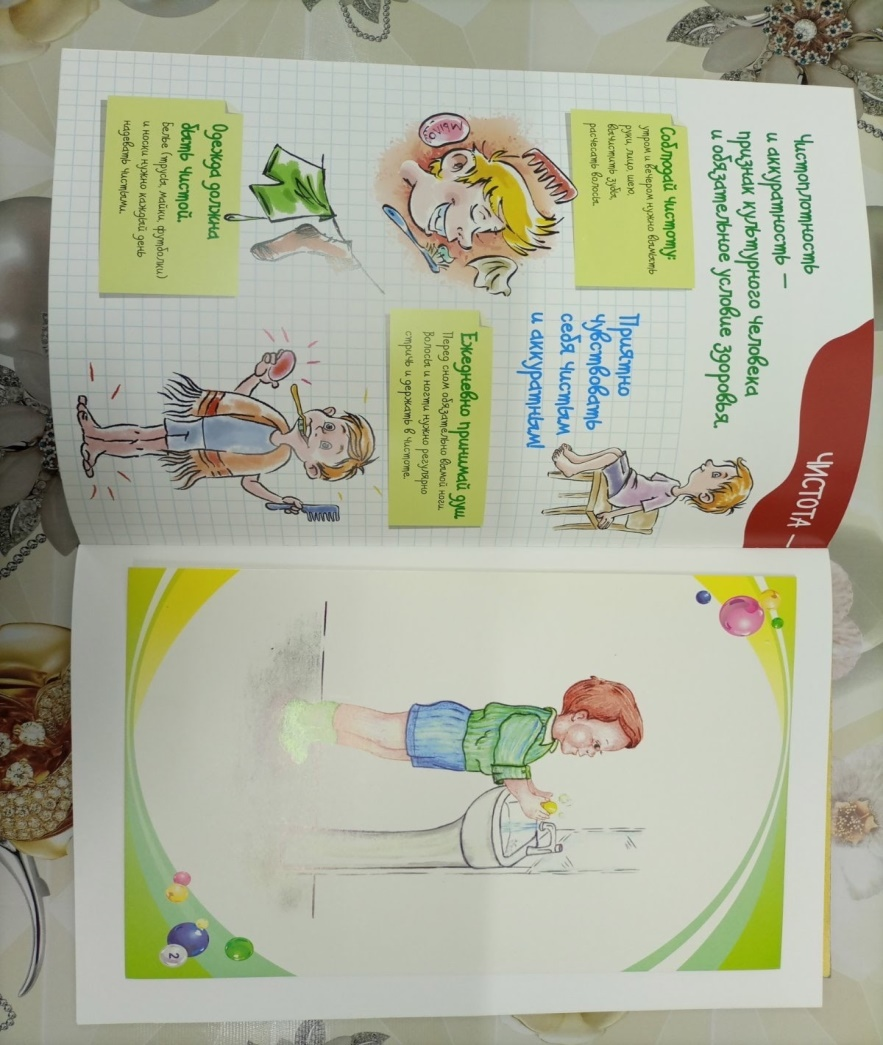 ЧИСТОТА —
Чистоплотность
и аккуратность —
признак культурного человека
и обязательное условие здоровья.
Соблюдай чистоту:
утром и вечером нужно вымыть
руки, лицо, шею,
вычистить зубы,
расчесать волосы.
Приятно
чувствовать
себя чистым
и аккуратным!
Ежедневно принимай душ
Перед сном обязательно вымой ноги.
Волосы и ногти нужно регулярно
стричь и держать в чистоте.
Одежда должна
быть чистой.
Бельё (трусы, майки, футболки)
и носки нужно каждый день
надевать чистыми.
2